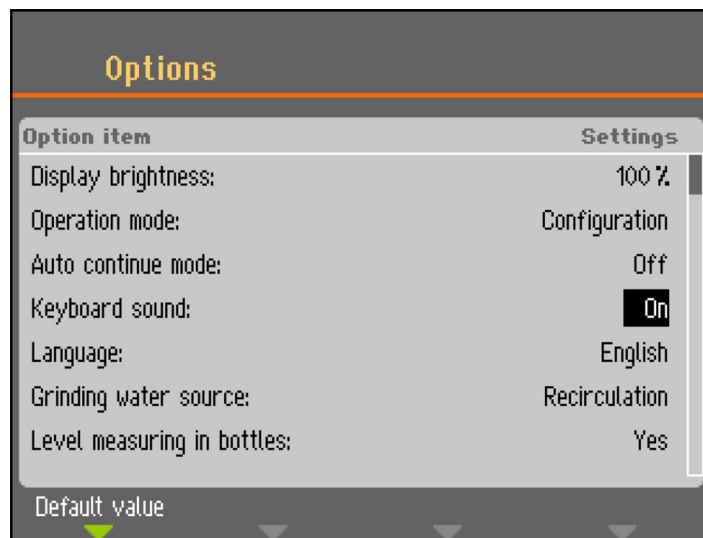 Options
Option item Settings
Display brightness: 100 %
Operation mode: Configuration
Auto continue mode: Off
Keyboard sound: On
Language: English
Grinding water source: Recirculation
Level measuring in bottles: Yes
Default value